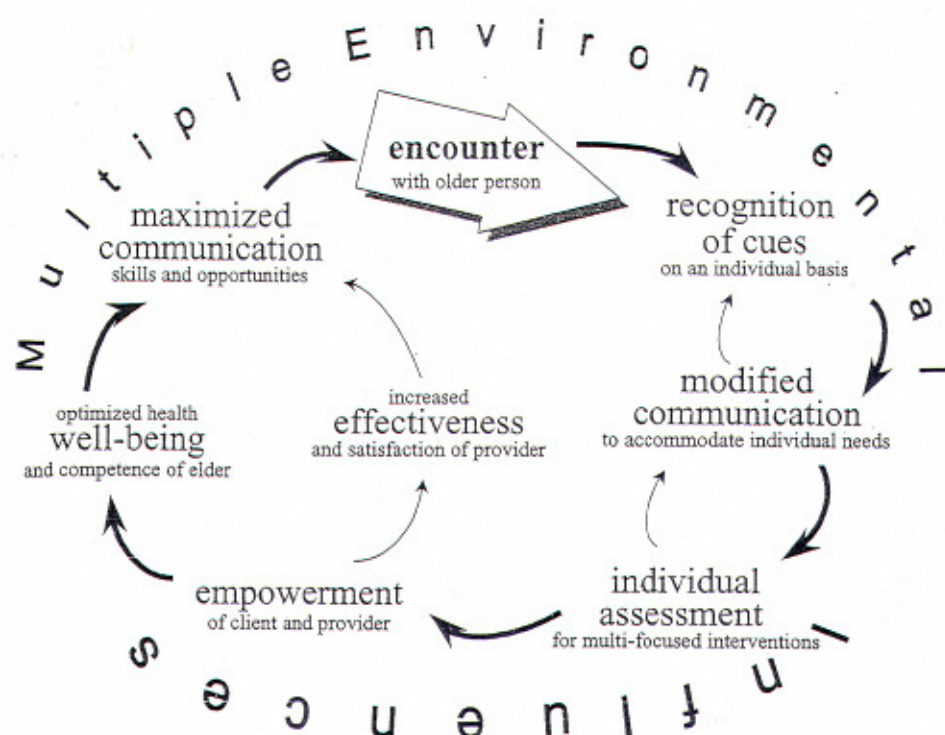 Multiple Environmental
encounter
with older person
recognition
of cues
on an individual basis
modified
communication
to accommodate individual needs
individual
assessment
for multi-focused interventions
empowerment
of client and provider
increased
effectiveness
and satisfaction of provider
optimized health
well-being
and competence of elder
maximized
communication
skills and opportunities
Influences